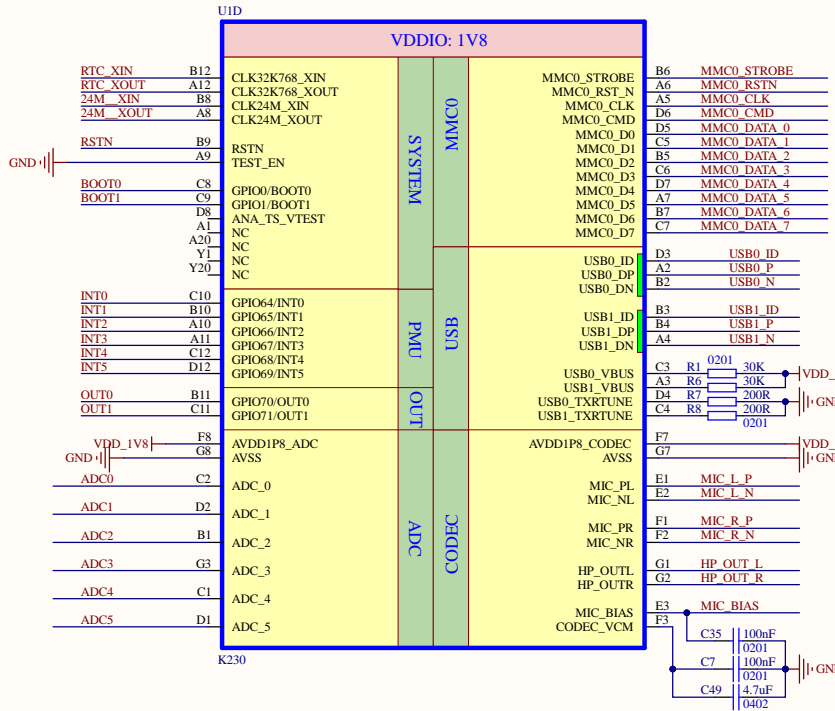 U1D
VDDIO: 1V8
RTC_XIN B12 CLK32K768_XIN
RTC_XOUT A12 CLK32K768_XOUT
24M__XIN B8 CLK24M_XIN
24M__XOUT A8 CLK24M_XOUT
RSTN B9 RSTN
GND A9 TEST_EN
BOOT0 C8 GPIO0/BOOT0
BOOT1 C9 GPIO1/BOOT1
D8 ANA_TS_VTEST
A1 NC
A20 NC
Y1 NC
Y20 NC
SYSTEM
INT0 C10 GPIO64/INT0
INT1 B10 GPIO65/INT1
INT2 A10 GPIO66/INT2
INT3 A11 GPIO67/INT3
INT4 C12 GPIO68/INT4
INT5 D12 GPIO69/INT5
PMU
OUT0 B11 GPIO70/OUT0
OUT1 C11 GPIO71/OUT1
OUT
VDD_1V8 F8 AVDD1P8_ADC
GND G8 AVSS
ADC0 C2 ADC_0
ADC1 D2 ADC_1
ADC2 B1 ADC_2
ADC3 G3 ADC_3
ADC4 C1 ADC_4
ADC5 D1 ADC_5
ADC
K230
MMC0
MMC0_STROBE B6 MMC0_STROBE
MMC0_RST_N A6 MMC0_RSTN
MMC0_CLK A5 MMC0_CLK
MMC0_CMD D6 MMC0_CMD
MMC0_D0 D5 MMC0_DATA_0
MMC0_D1 C5 MMC0_DATA_1
MMC0_D2 B5 MMC0_DATA_2
MMC0_D3 C6 MMC0_DATA_3
MMC0_D4 D7 MMC0_DATA_4
MMC0_D5 A7 MMC0_DATA_5
MMC0_D6 B7 MMC0_DATA_6
MMC0_D7 C7 MMC0_DATA_7
USB
USB0_ID D3 USB0_ID
USB0_DP A2 USB0_P
USB0_DN B2 USB0_N
USB1_ID B3 USB1_ID
USB1_DP B4 USB1_P
USB1_DN A4 USB1_N
0201
USB0_VBUS C3 R1 30K VDD_
USB1_VBUS A3 R6 30K
USB0_TXRTUNE D4 R7 200R GND
USB1_TXRTUNE C4 R8 200R
0201
CODEC
AVDD1P8_CODEC F7 VDD_
AVSS G7 GND
MIC_PL E1 MIC_L_P
MIC_NL E2 MIC_L_N
MIC_PR F1 MIC_R_P
MIC_NR F2 MIC_R_N
HP_OUTL G1 HP_OUT_L
HP_OUTR G2 HP_OUT_R
MIC_BIAS E3 MIC_BIAS
CODEC_VCM F3
C35 100nF
0201
C7 100nF GND
0201
C49 4.7uF
0402